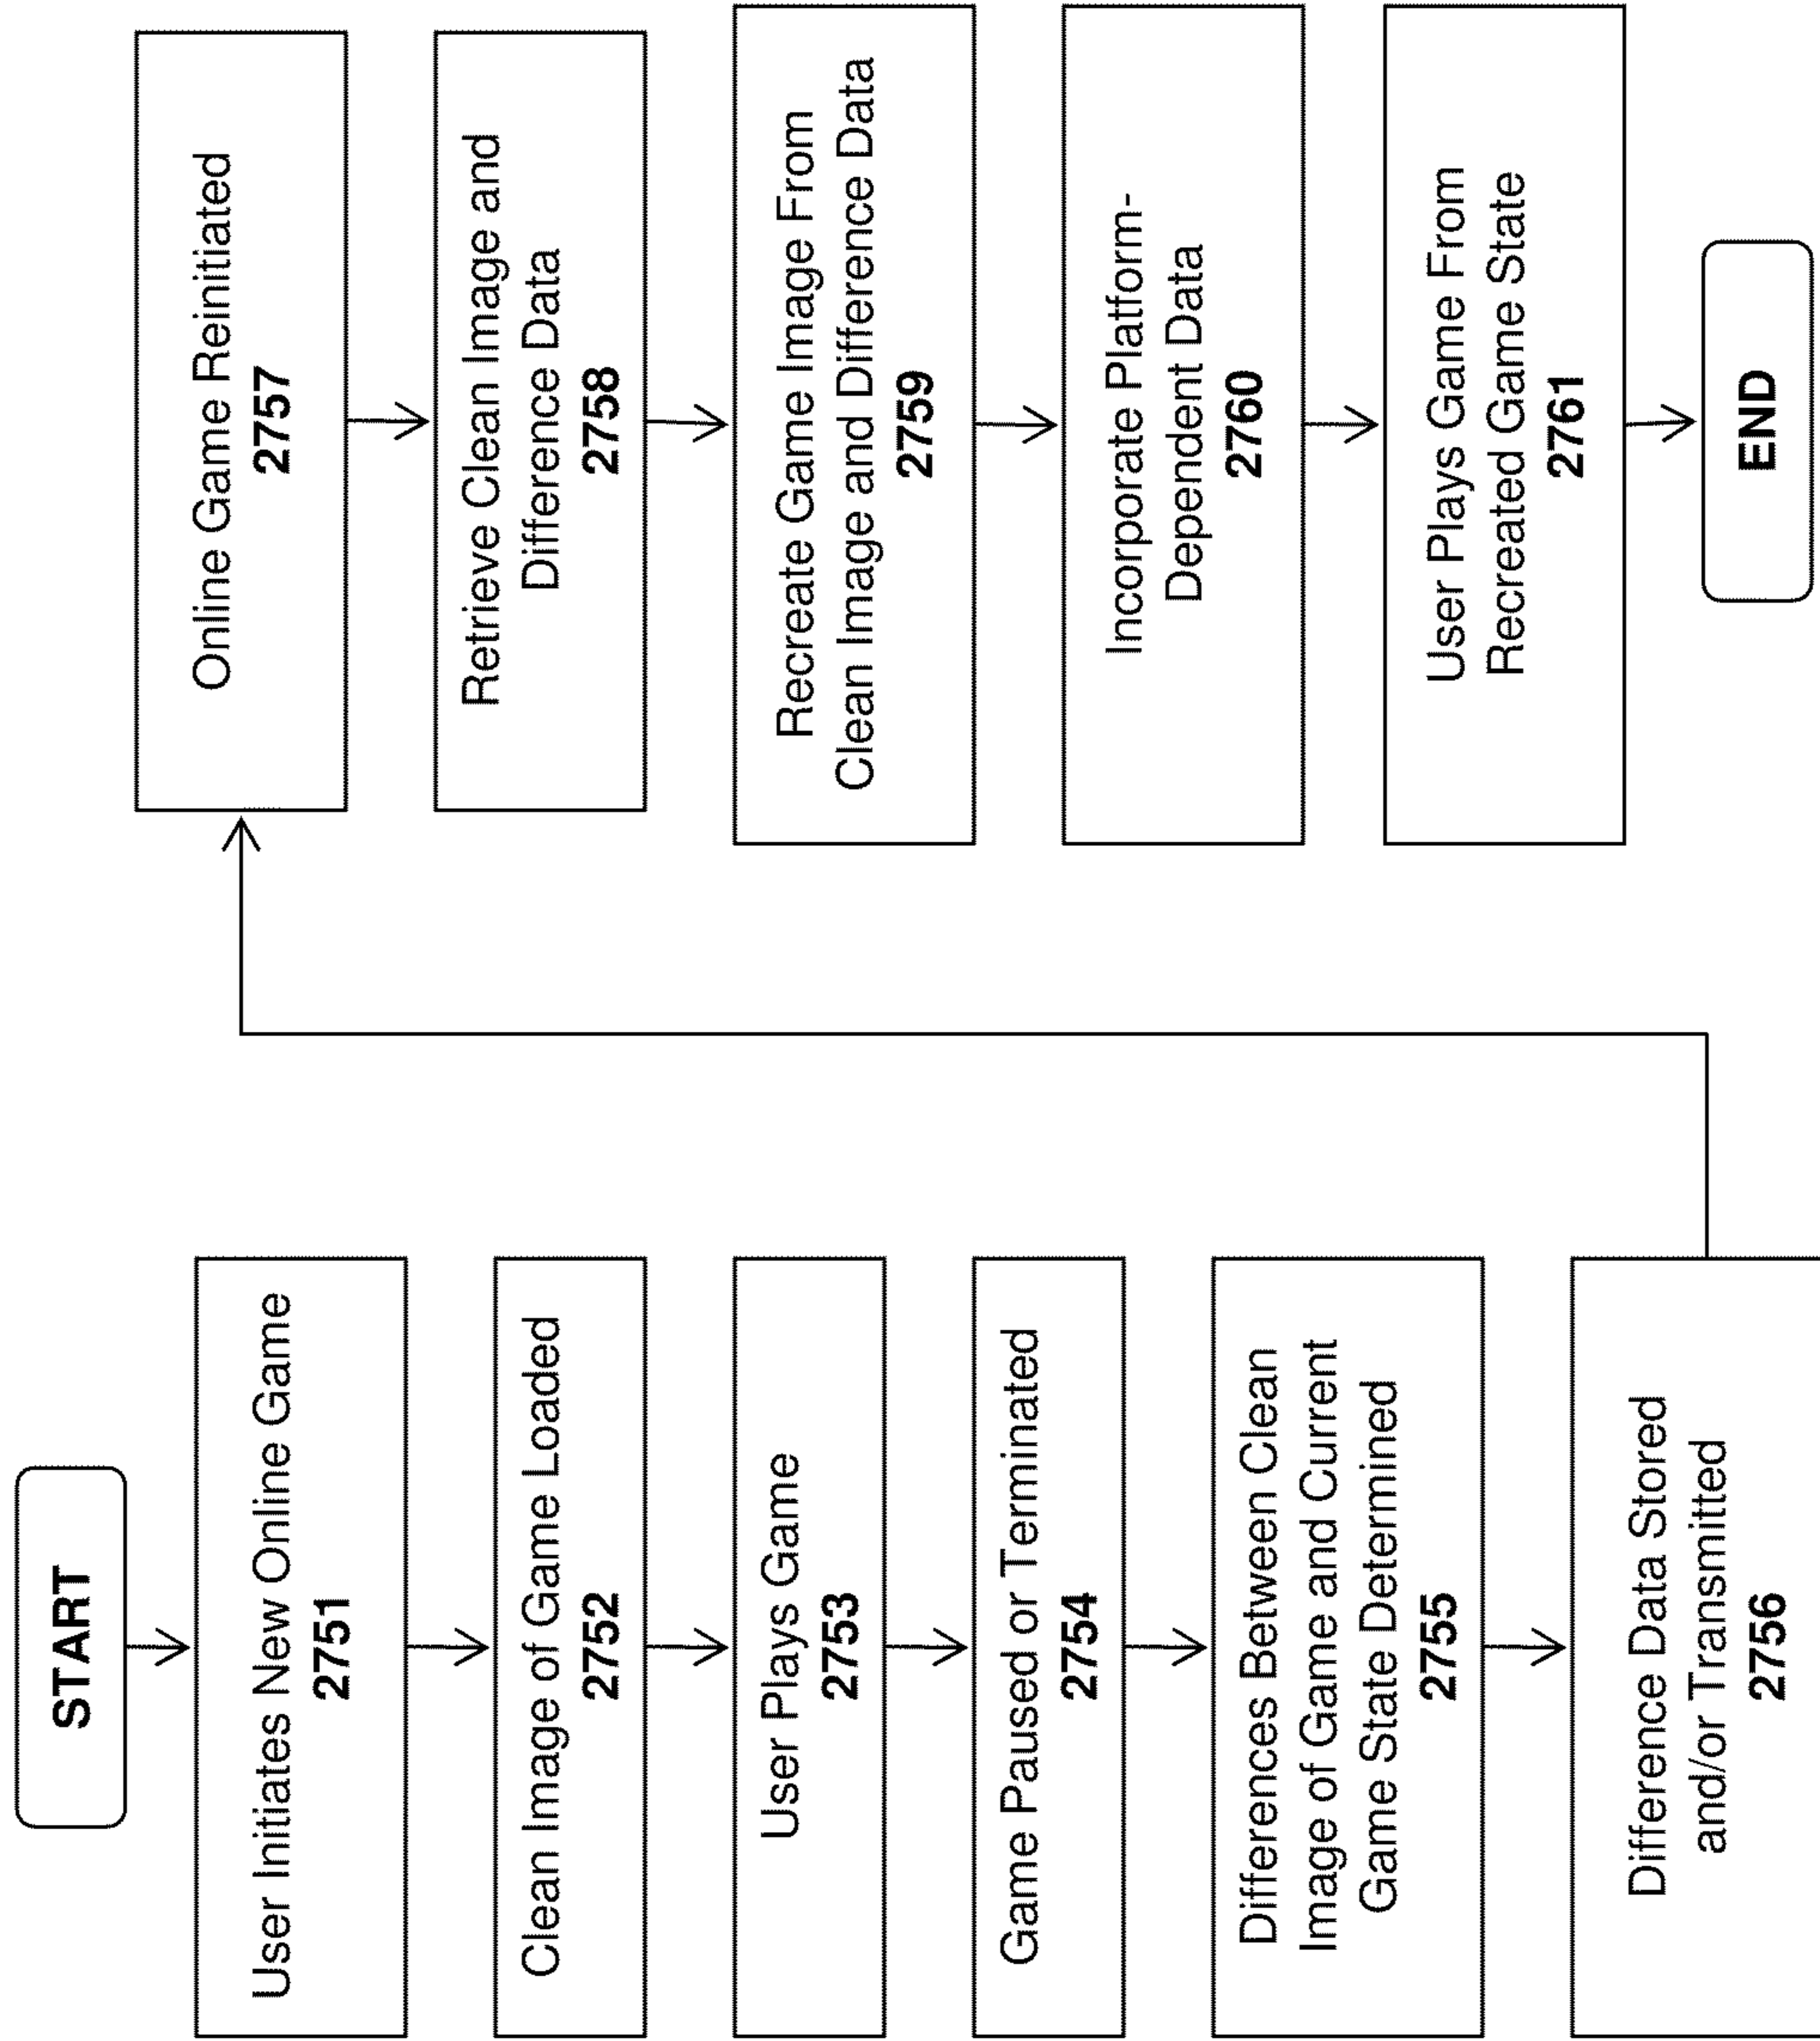 START
User Initiates New Online Game
2751
Clean Image of Game Loaded
2752
User Plays Game
2753
Game Paused or Terminated
2754
Differences Between Clean
Image of Game and Current
Game State Determined
2755
Difference Data Stored
and/or Transmitted
2756
Online Game Reinitiated
2757
Retrieve Clean Image and
Difference Data
2758
Recreate Game Image From
Clean Image and Difference Data
2759
Incorporate Platform-
Dependent Data
2760
User Plays Game From
Recreated Game State
2761
END